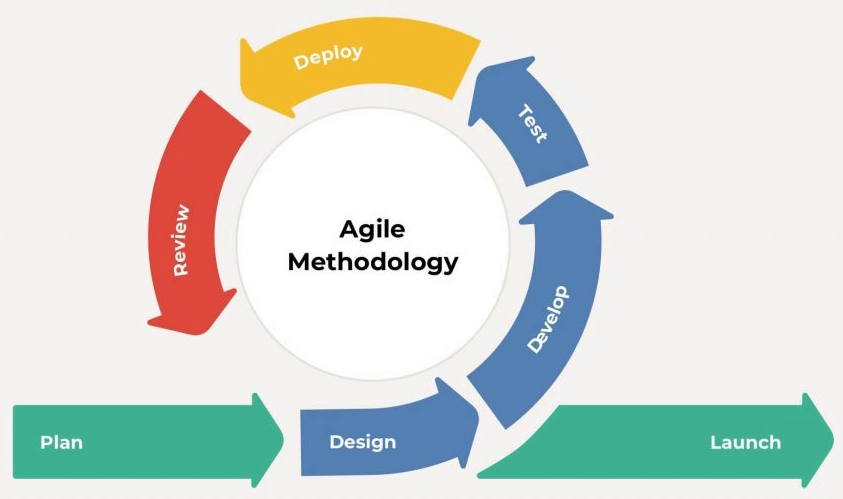 Deploy
Test
Review
Agile
Methodology
Develop
Plan
Design
Launch